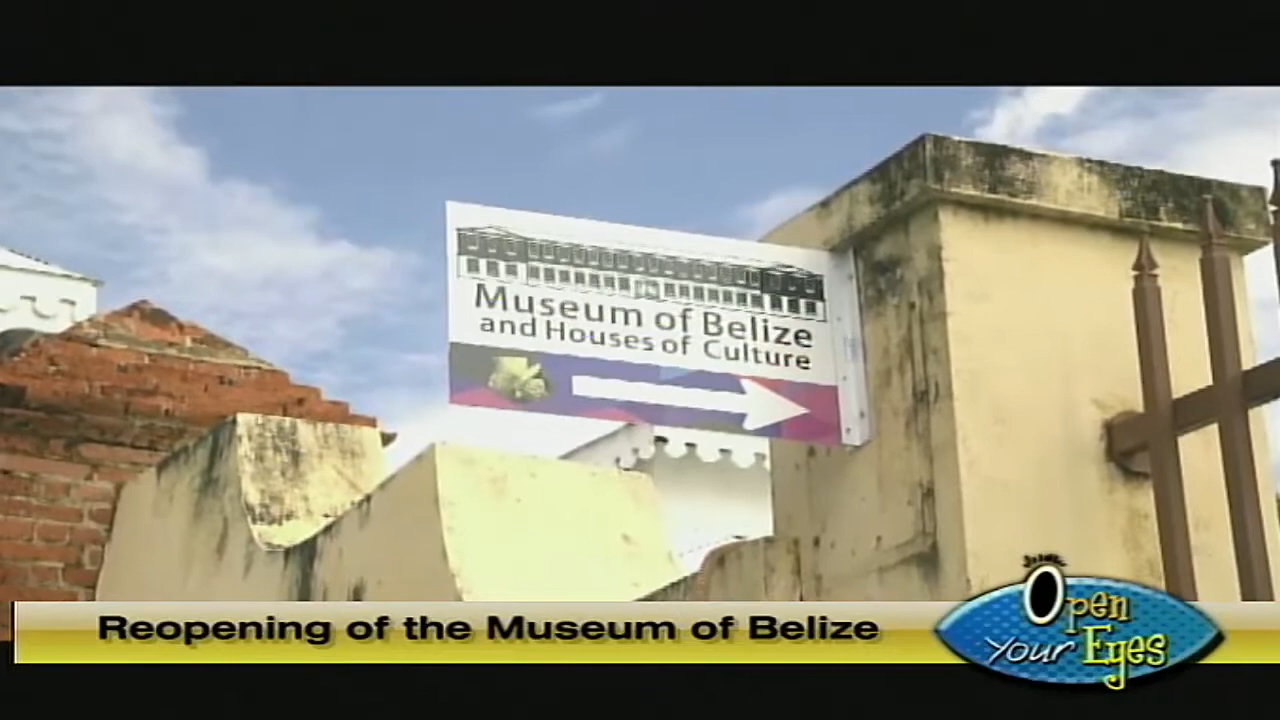 Museum of Belize
and Houses of Culture
Reopening of the Museum of Belize
Open
Your Eyes